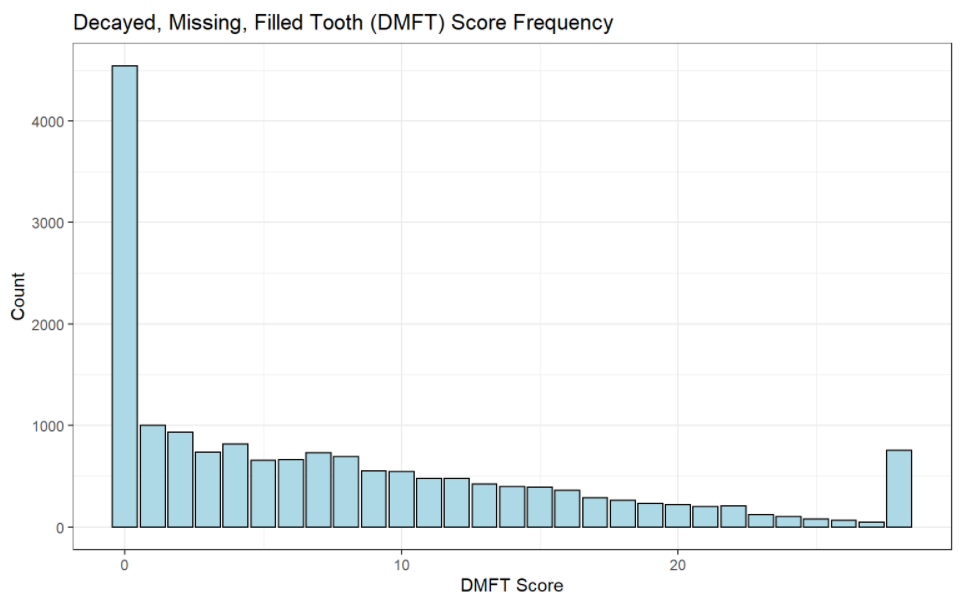 Decayed, Missing, Filled Tooth (DMFT) Score Frequency
Count
4000
3000
2000
1000
0
0 10 20
DMFT Score